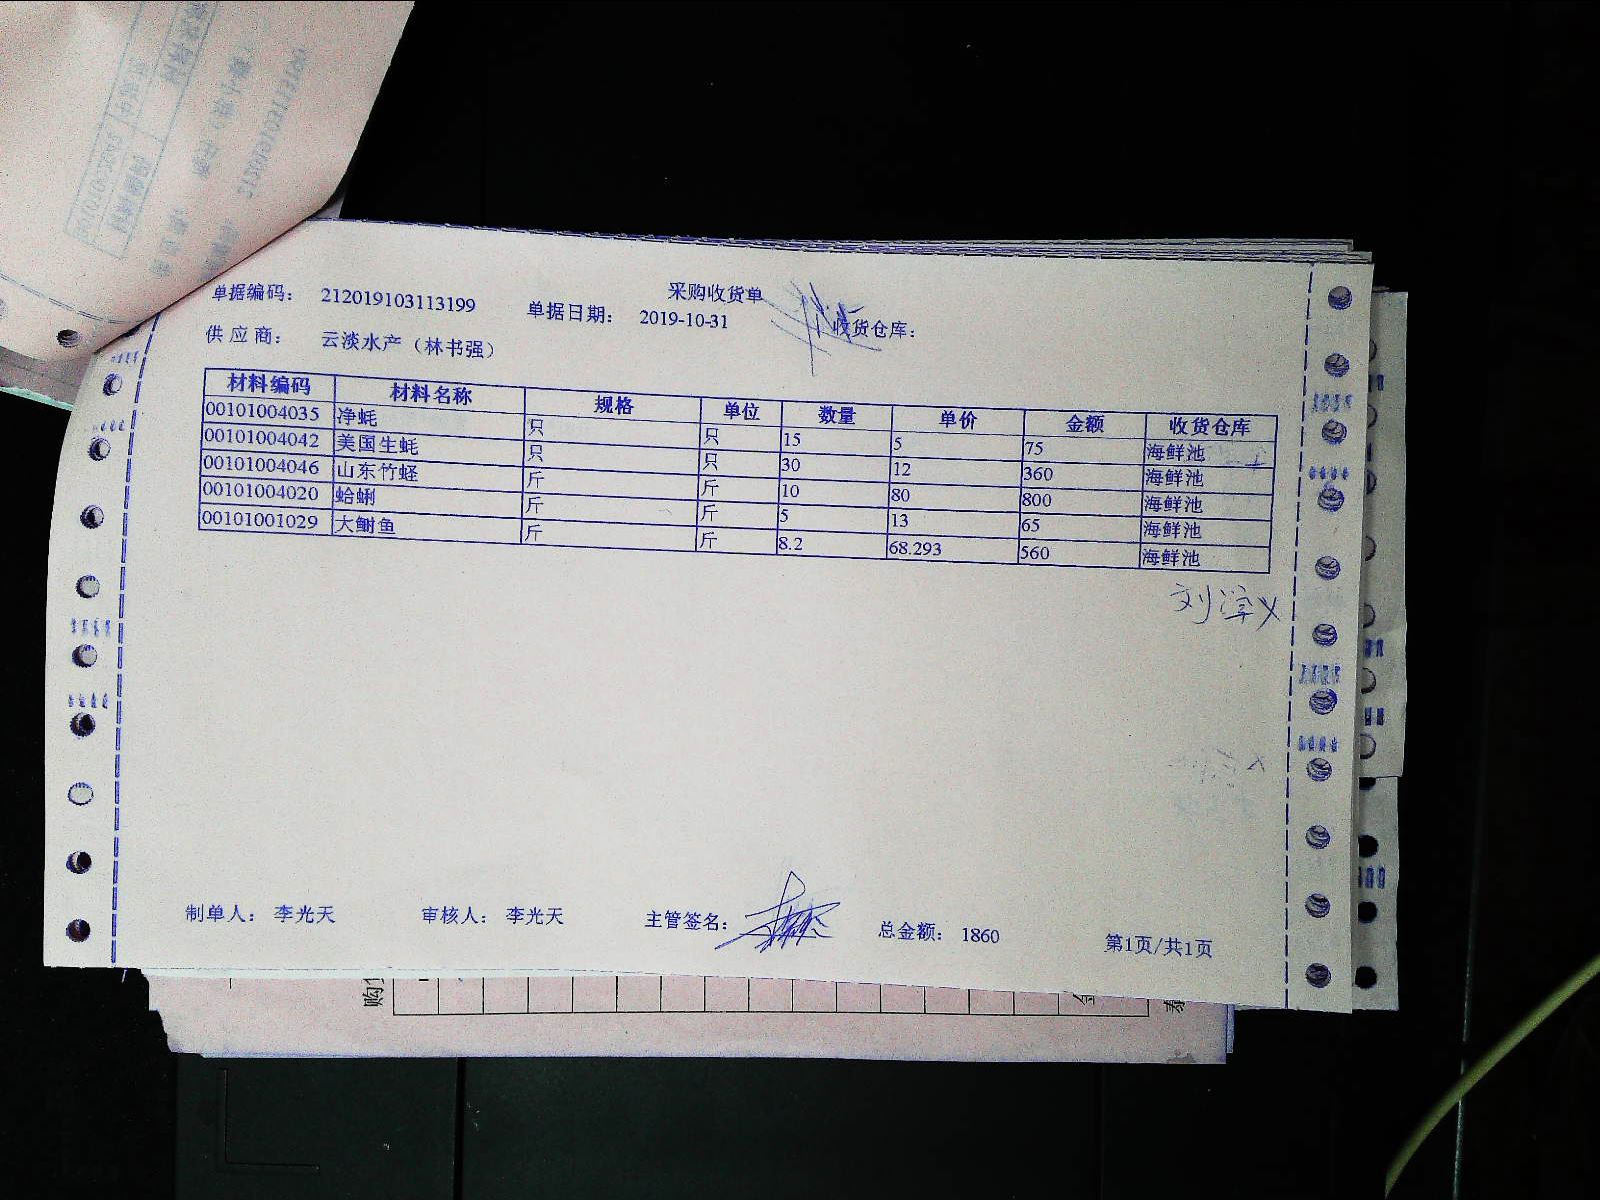 采购收货单
单据编码： 212019103113199 单据日期： 2019-10-31 收货仓库：
供应商： 云淡水产（林书强）
材料编码 材料名称 规格 单位 数量 单价 金额 收货仓库
00101004035 净蚝 只 只 15 5 75 海鲜池
00101004042 美国生蚝 只 只 30 12 360 海鲜池
00101004046 山东竹蛏 斤 斤 10 80 800 海鲜池
00101004020 蛤蜊 斤 斤 5 13 65 海鲜池
00101001029 大鲥鱼 斤 斤 8.2 68.293 560 海鲜池
制单人： 李光天 审核人： 李光天 主管签名： 总金额： 1860 第1页/共1页